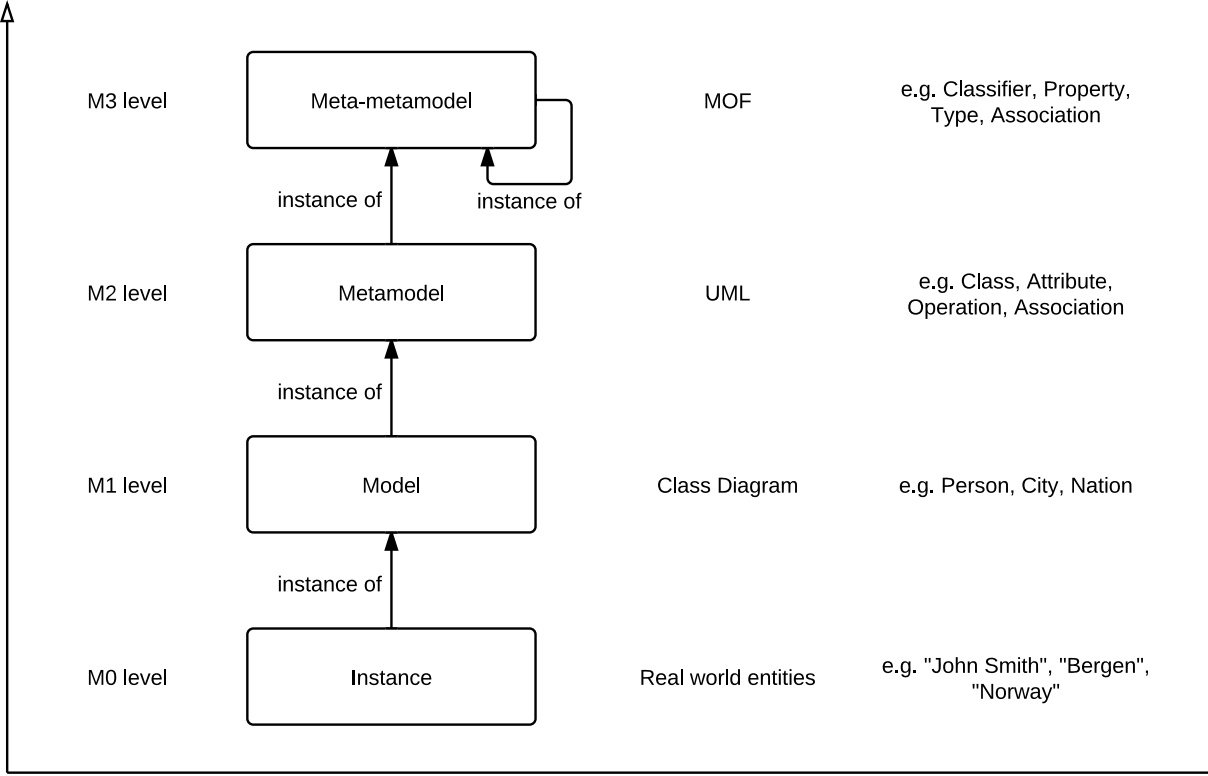 M3 level
Meta-metamodel
MOF
e.g. Classifier, Property,
Type, Association
instance of
instance of
M2 level
Metamodel
UML
e.g. Class, Attribute,
Operation, Association
instance of
M1 level
Model
Class Diagram
e.g. Person, City, Nation
instance of
M0 level
Instance
Real world entities
e.g. "John Smith", "Bergen",
"Norway"